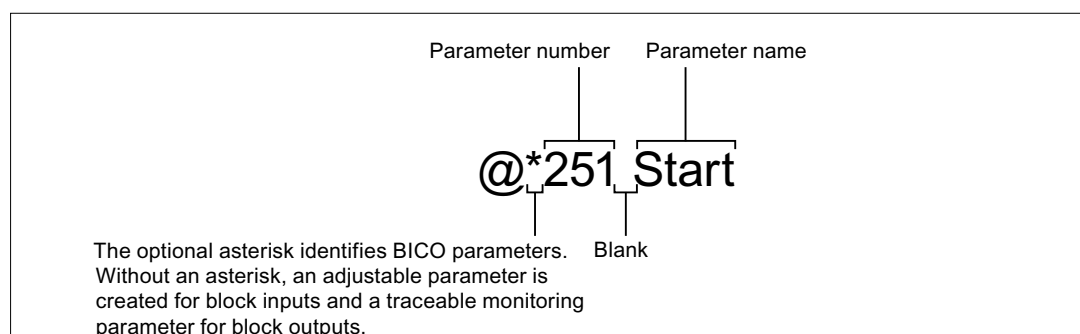 Parameter number Parameter name
@*251 Start
The optional asterisk identifies BICO parameters. Blank
Without an asterisk, an adjustable parameter is
created for block inputs and a traceable monitoring
parameter for block outputs.